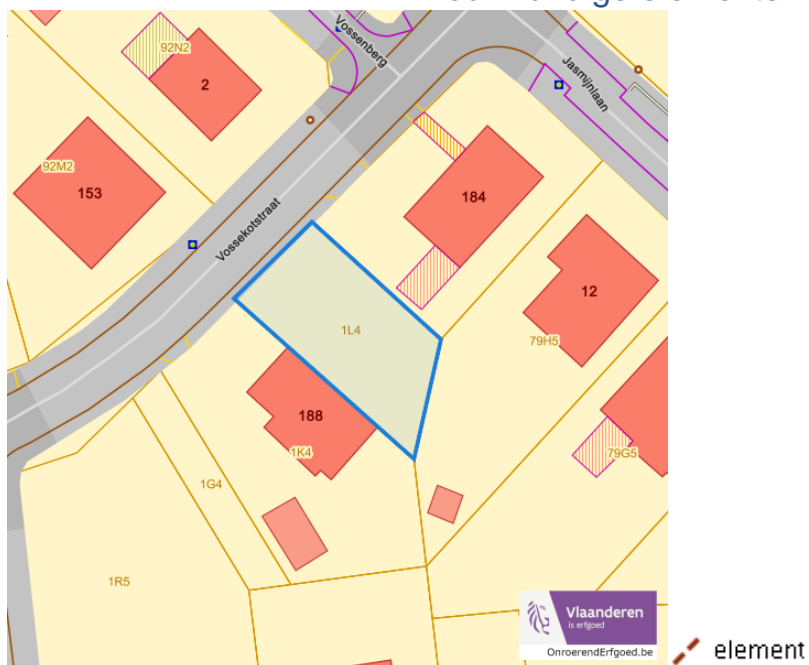 92N2
2
Vossenberg
Jasmijnlaan
92M2
153
184
Vossekotstraat
12
1L4
79H5
188
1K4
79G5
1G4
1R5
Vlaanderen
is erfgoed
OnroerendErfgoed.be
element